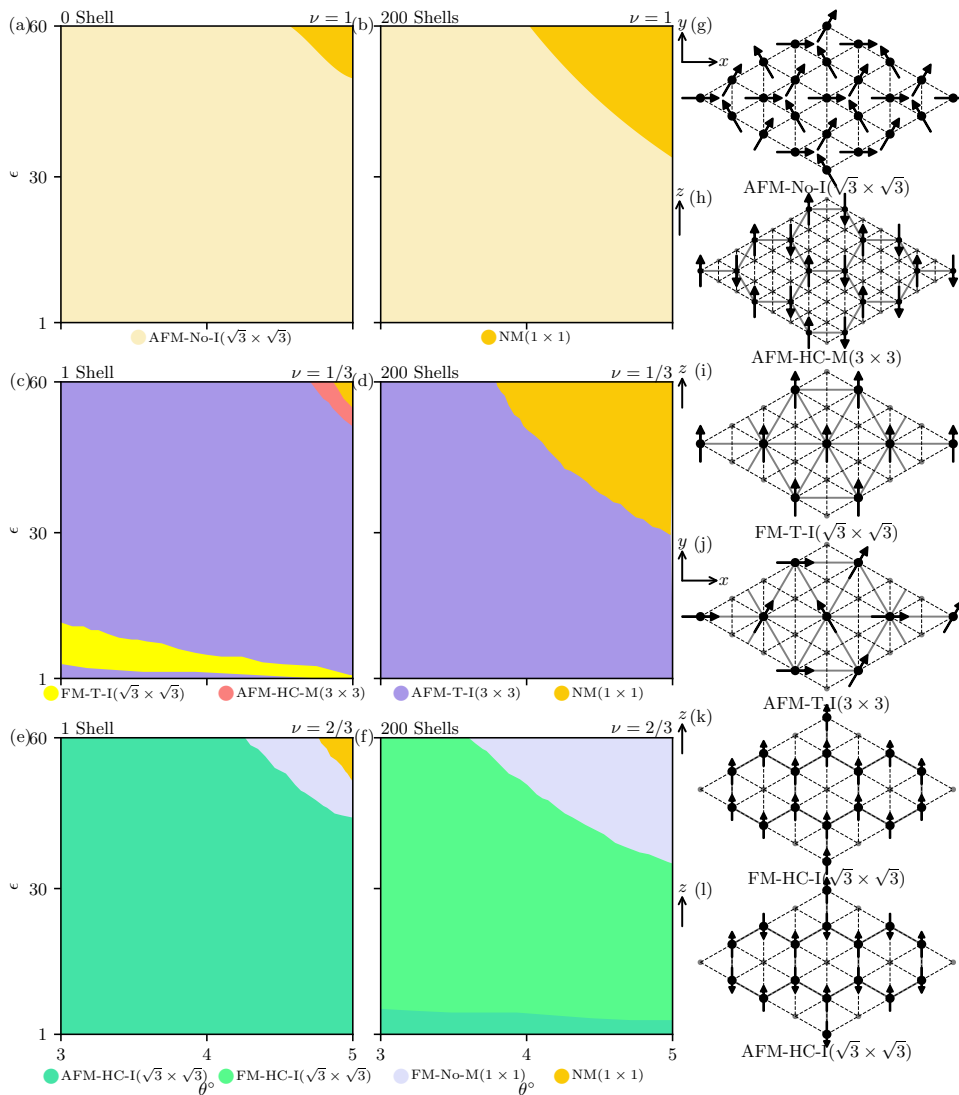 (a)
0 Shell
ν = 1
60
ϵ
30
1
(b)
200 Shells
ν = 1
AFM-No-I(√3 × √3)
NM(1 × 1)
(c)
1 Shell
ν = 1/3
60
ϵ
30
1
(d)
200 Shells
ν = 1/3
FM-T-I(√3 × √3)
AFM-HC-M(3 × 3)
AFM-T-I(3 × 3)
NM(1 × 1)
(e)
1 Shell
ν = 2/3
60
ϵ
30
1
3
4
5
θ°
(f)
200 Shells
ν = 2/3
3
4
5
θ°
AFM-HC-I(√3 × √3)
FM-HC-I(√3 × √3)
FM-No-M(1 × 1)
NM(1 × 1)
y
(g)
x
AFM-No-I(√3 × √3)
z
(h)
AFM-HC-M(3 × 3)
z
(i)
FM-T-I(√3 × √3)
y
(j)
x
AFM-T-I(3 × 3)
z
(k)
FM-HC-I(√3 × √3)
z
(l)
AFM-HC-I(√3 × √3)